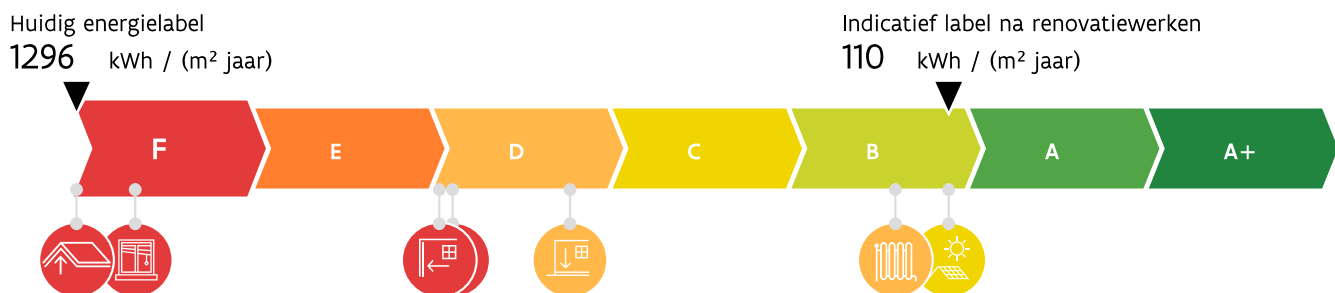 Huidig energielabel
1296 kWh / (m² jaar)
Indicatief label na renovatiewerken
110 kWh / (m² jaar)
F E D C B A A+